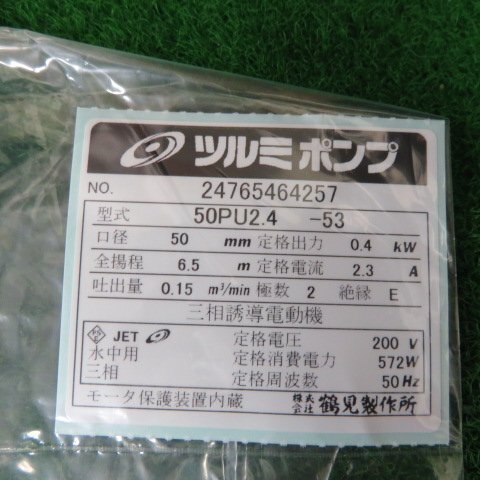 ツルミポンプ
NO. 24765464257
型式 50PU2.4 -53
口径 50 mm 定格出力 0.4 kW
全揚程 6.5 m 定格電流 2.3 A
吐出量 0.15 m³/min 極数 2 絶縁 E
三相誘導電動機
PSE JET 定格電圧 200 V
水中用 定格消費電力 572W
三相 定格周波数 50Hz
モータ保護装置内蔵 株式会社 鶴見製作所